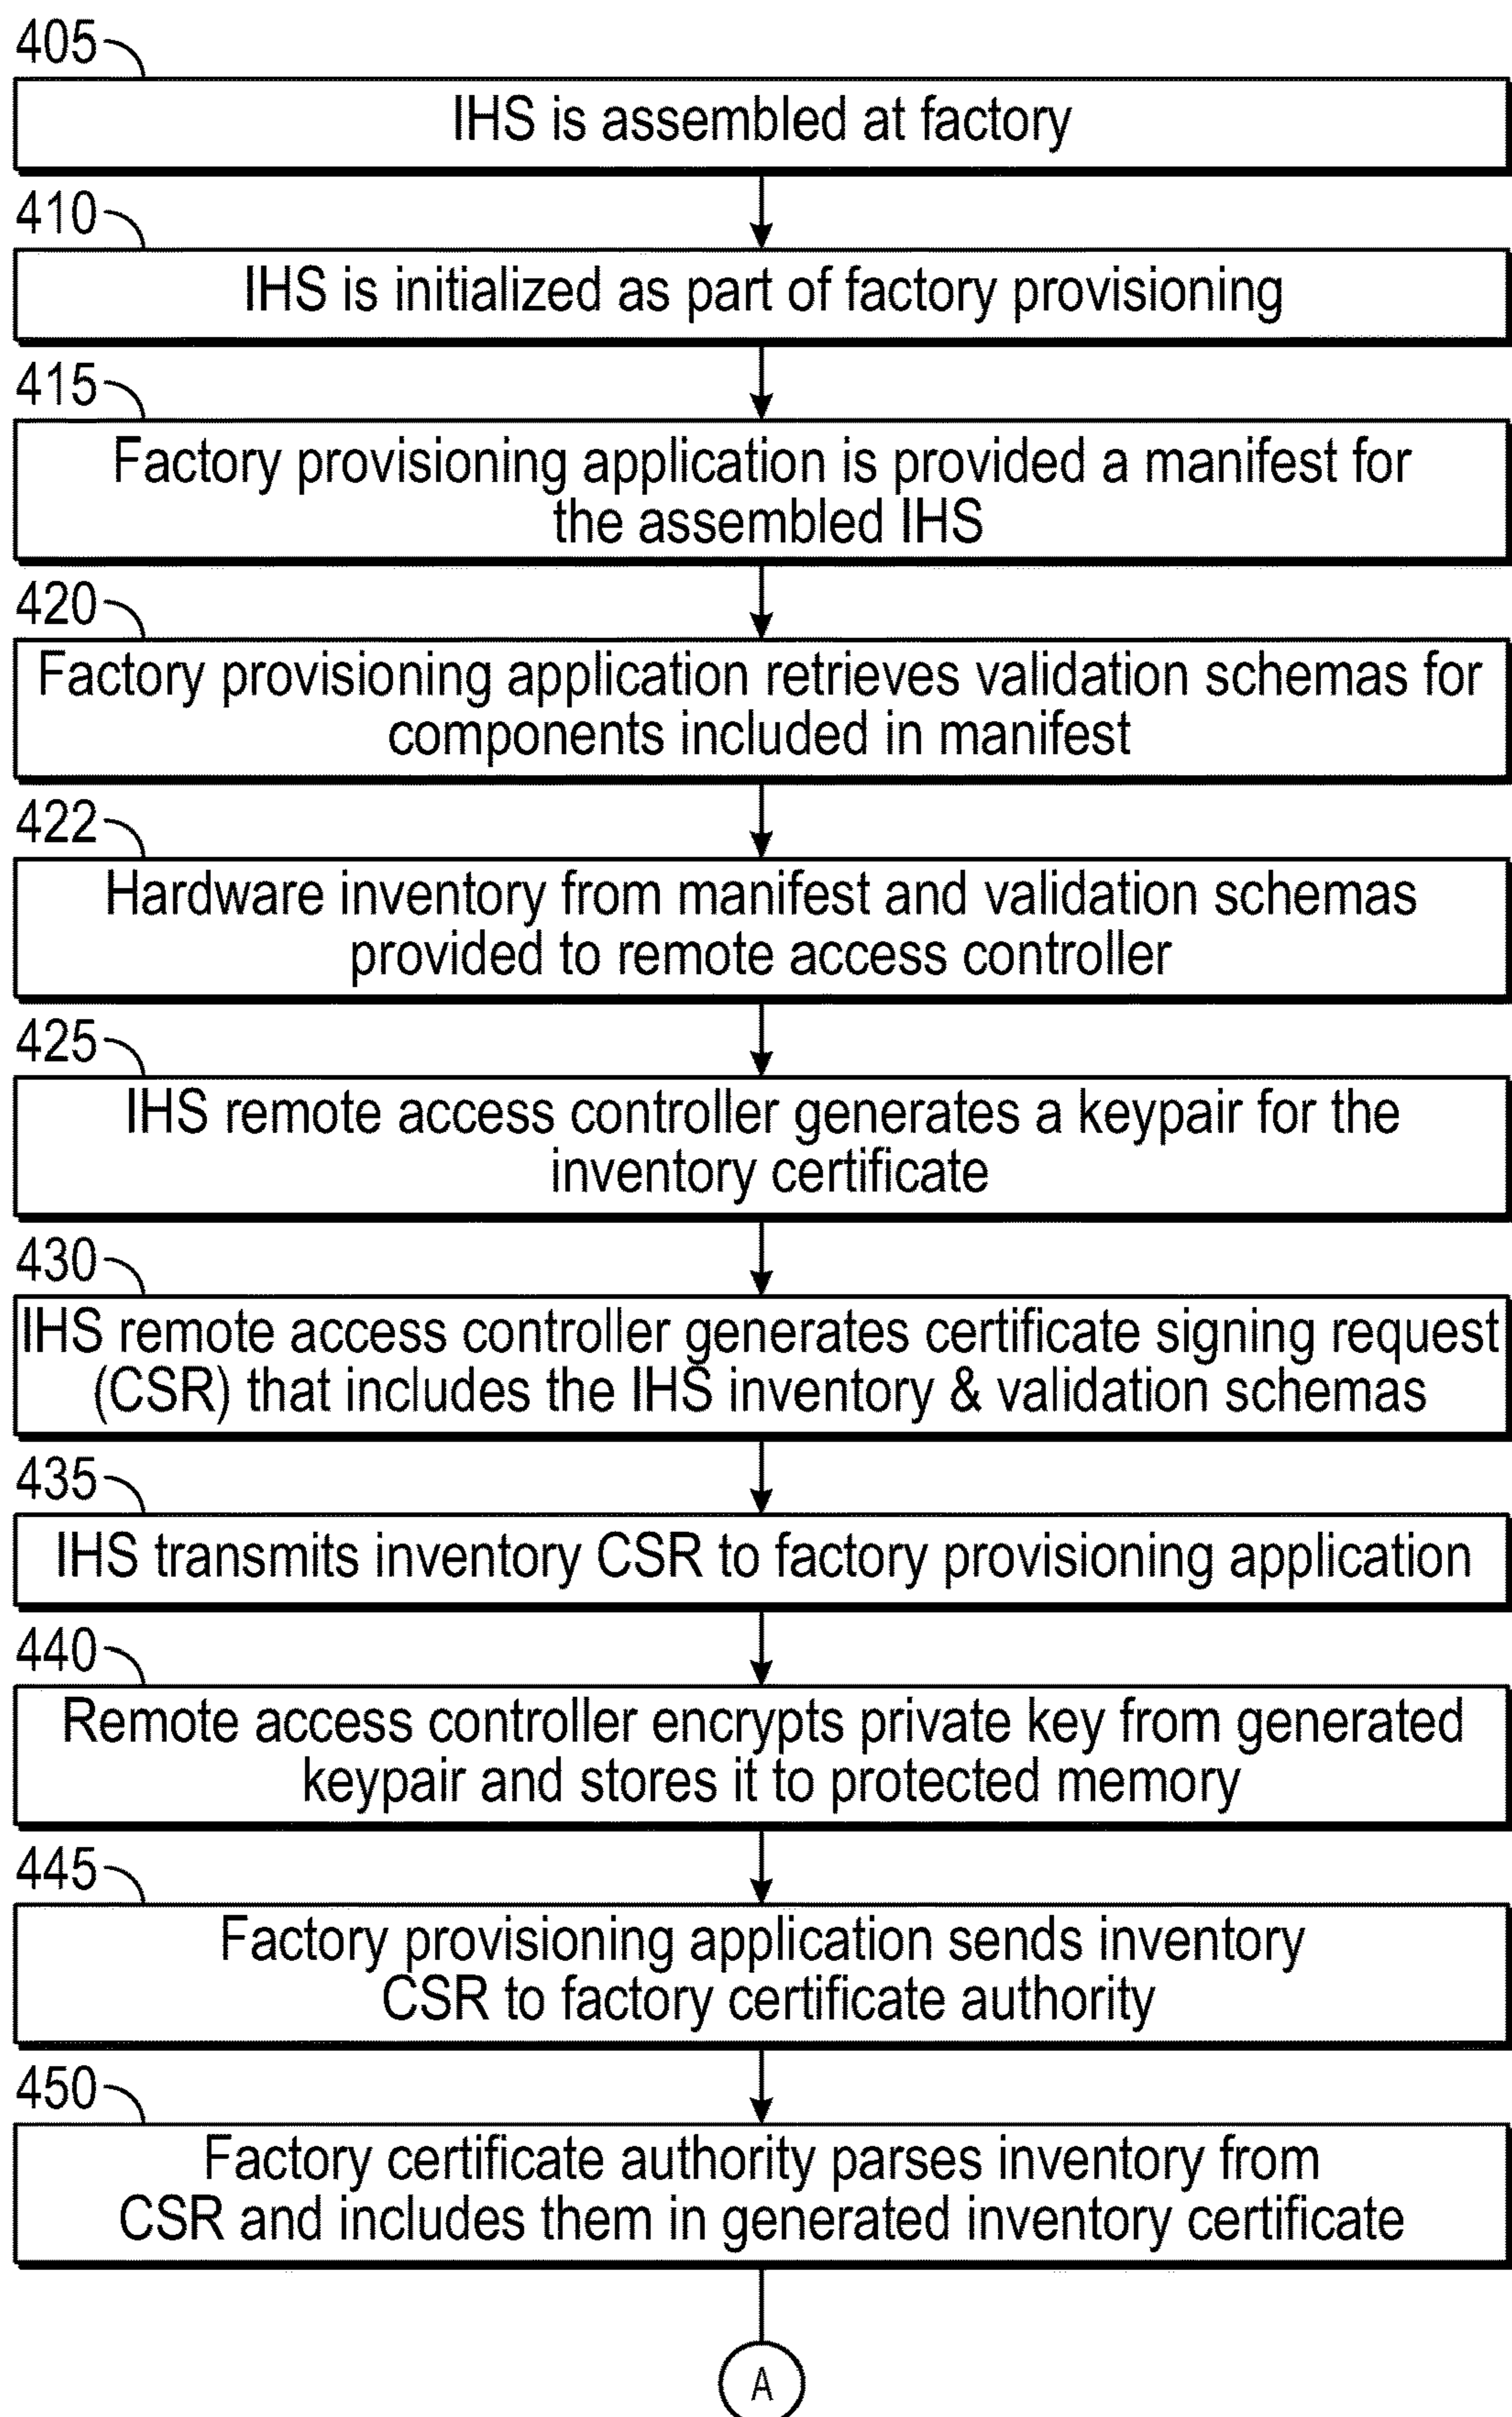 405
IHS is assembled at factory
410
IHS is initialized as part of factory provisioning
415
Factory provisioning application is provided a manifest for
the assembled IHS
420
Factory provisioning application retrieves validation schemas for
components included in manifest
422
Hardware inventory from manifest and validation schemas
provided to remote access controller
425
IHS remote access controller generates a keypair for the
inventory certificate
430
IHS remote access controller generates certificate signing request
(CSR) that includes the IHS inventory & validation schemas
435
IHS transmits inventory CSR to factory provisioning application
440
Remote access controller encrypts private key from generated
keypair and stores it to protected memory
445
Factory provisioning application sends inventory
CSR to factory certificate authority
450
Factory certificate authority parses inventory from
CSR and includes them in generated inventory certificate
A